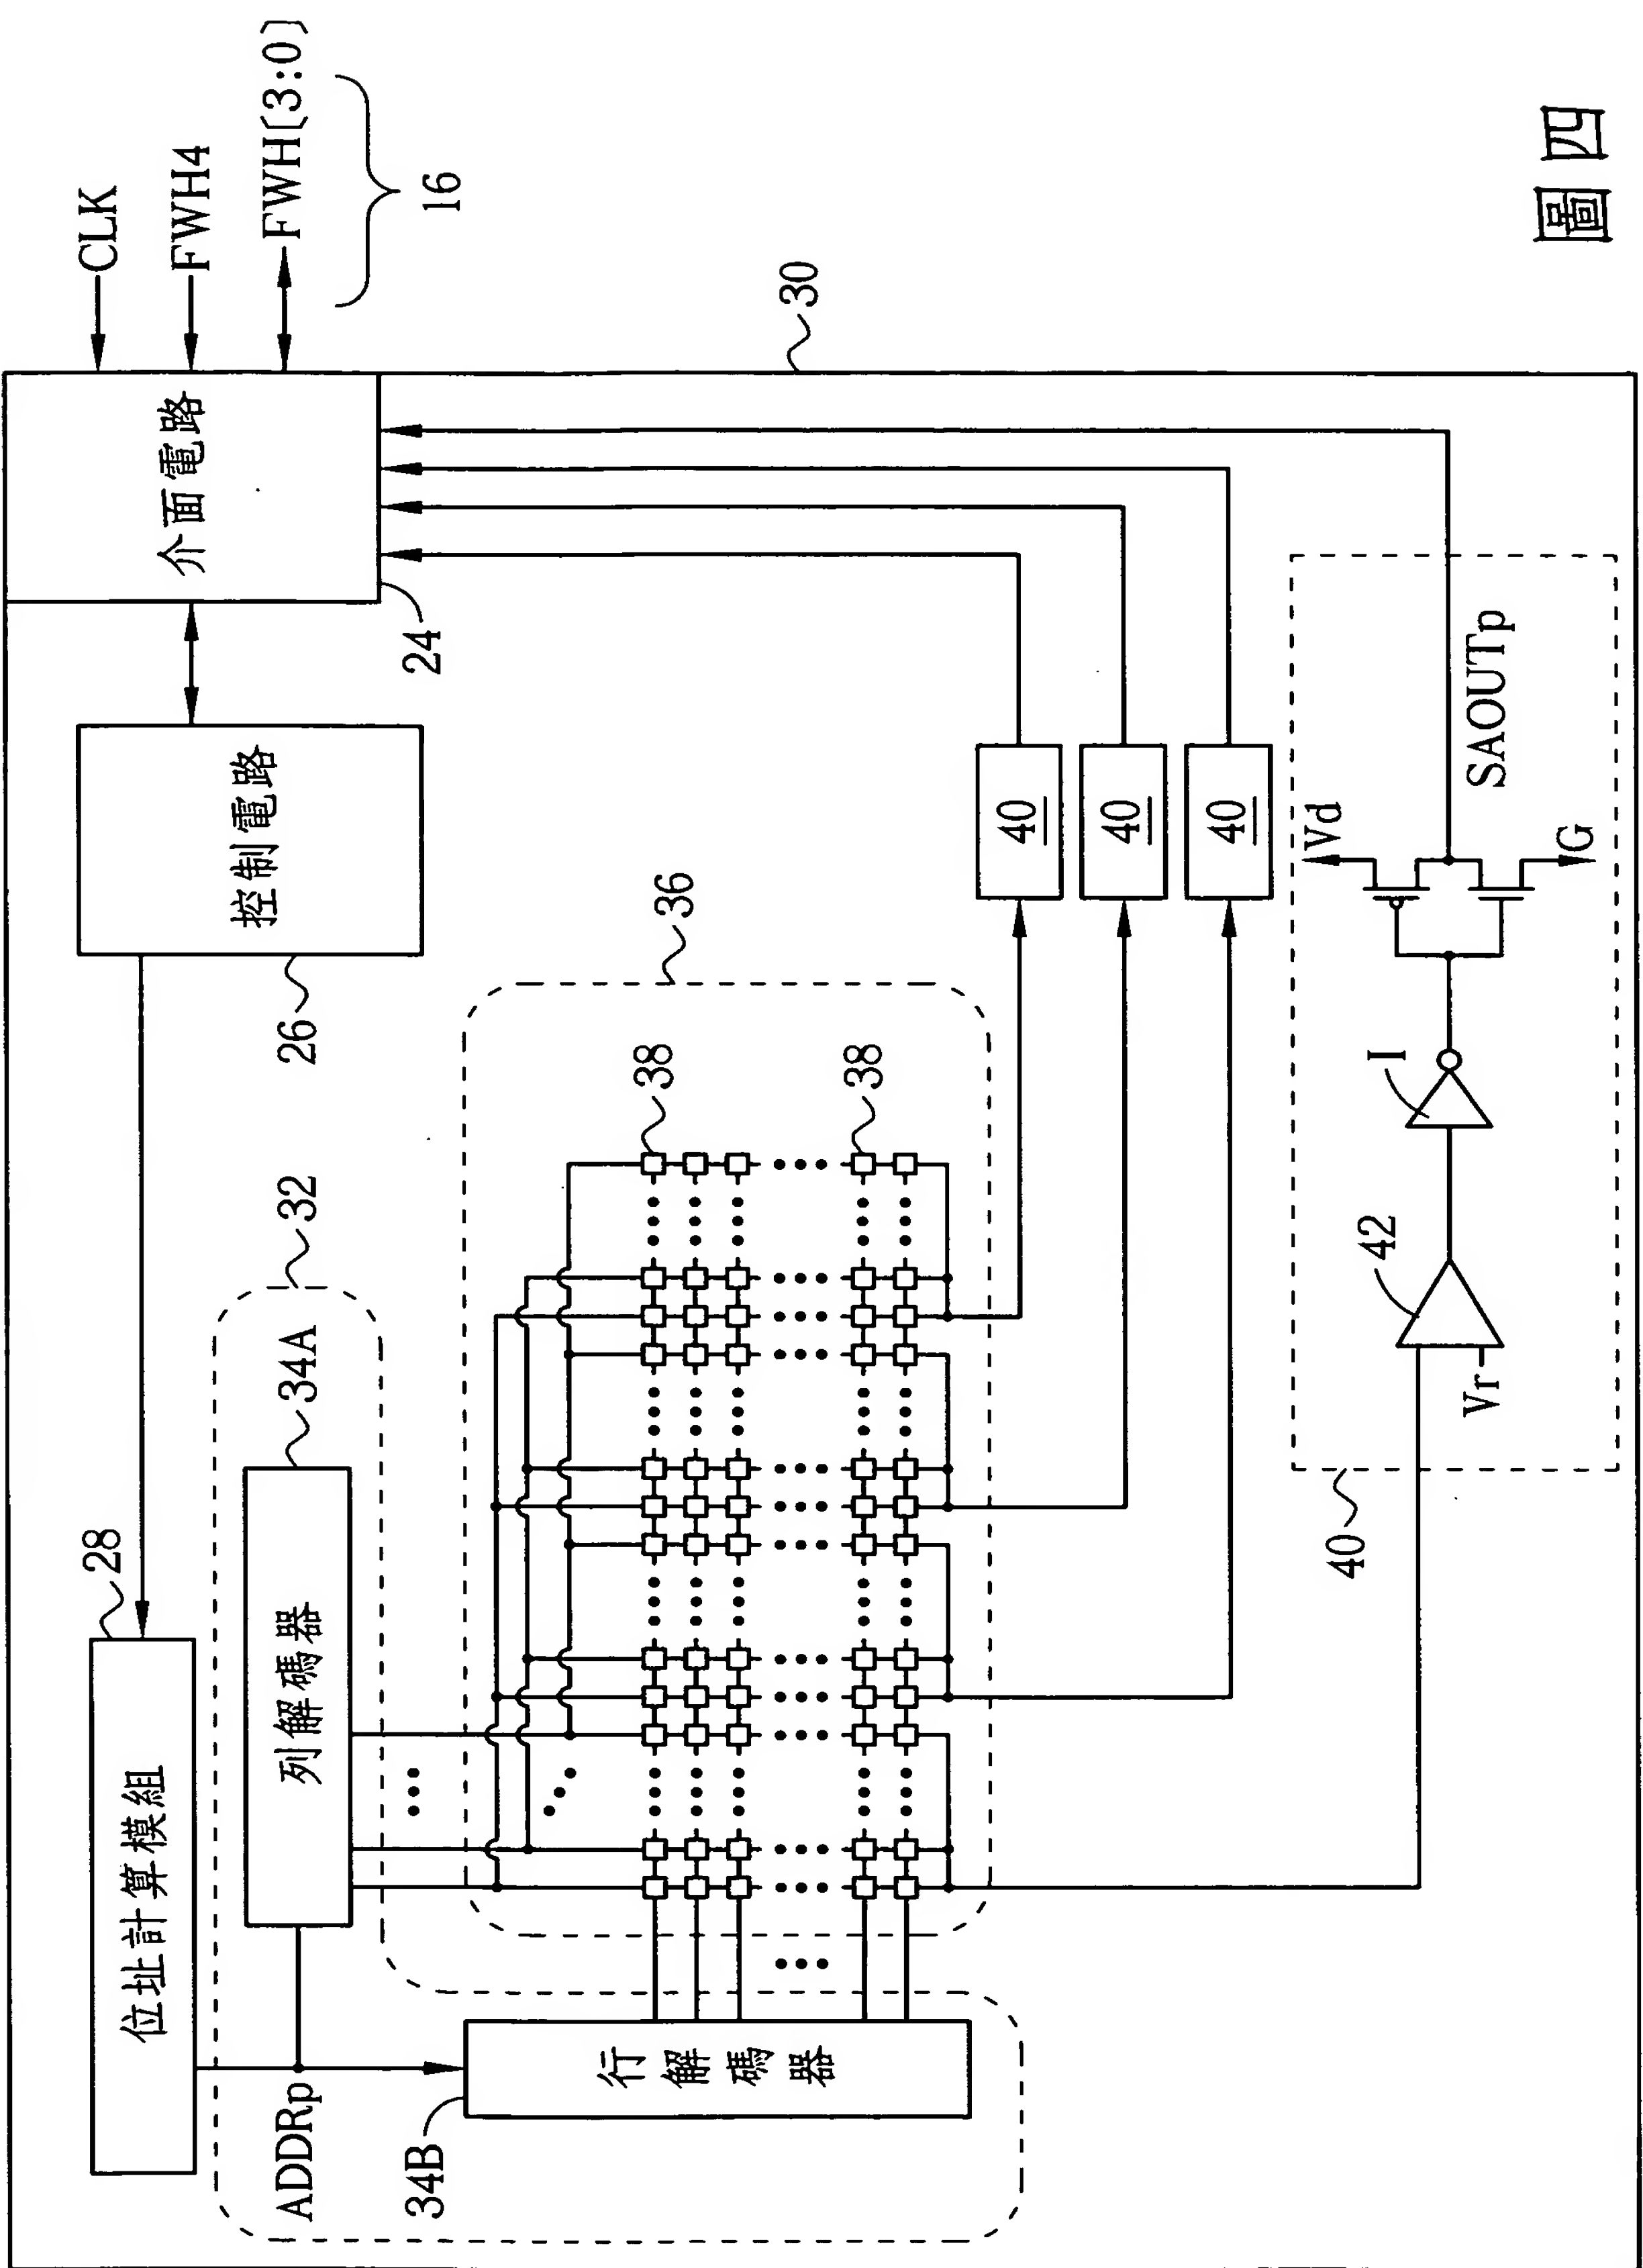 位址計算模組
28
控制電路
26
介面電路
24
CLK
FWH4
FWH[3:0]
16
ADDRp
列解碼器
34A
32
34B
行解碼器
36
38
38
30
40
40
40
40
Vr
42
I
Vd
G
SAOUTp
圖四